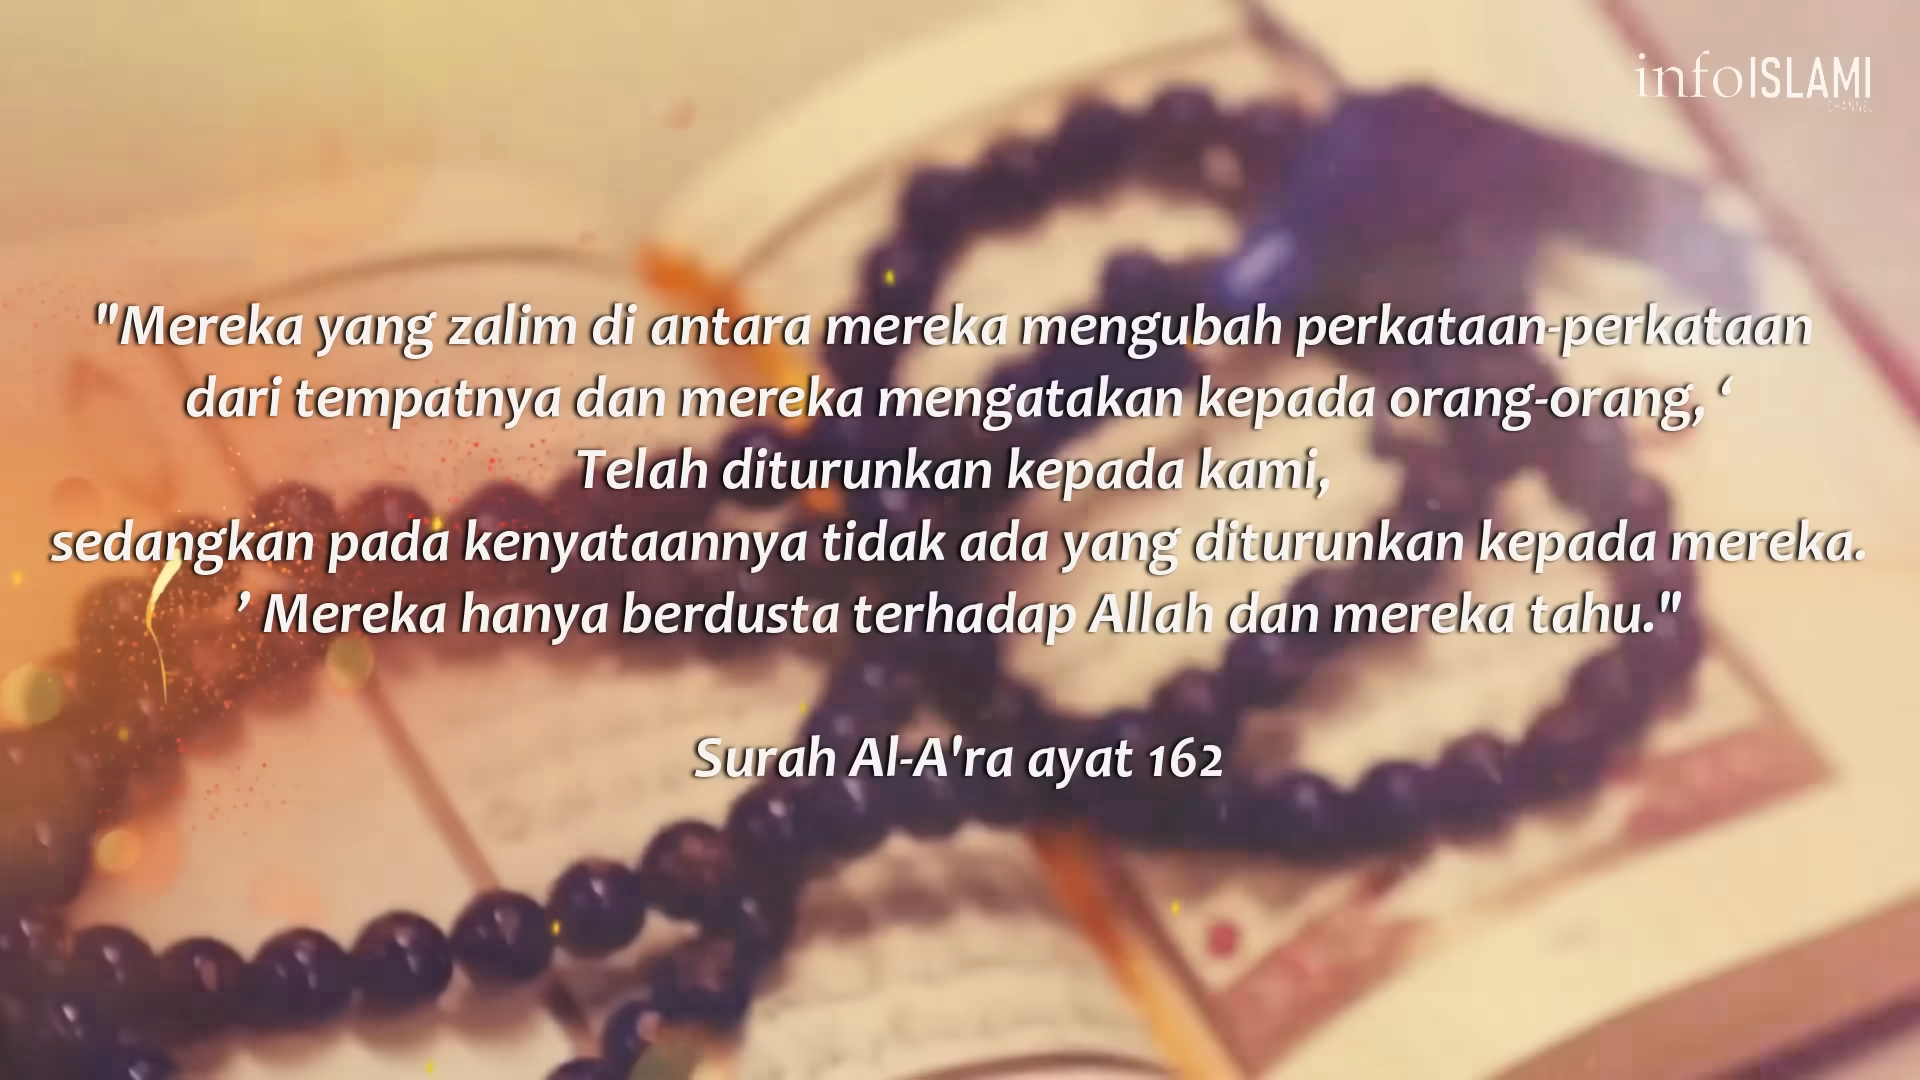 infoISLAMI
CHANNEL
"Mereka yang zalim di antara mereka mengubah perkataan-perkataan
dari tempatnya dan mereka mengatakan kepada orang-orang, ‘
Telah diturunkan kepada kami,
sedangkan pada kenyataannya tidak ada yang diturunkan kepada mereka.
’ Mereka hanya berdusta terhadap Allah dan mereka tahu."
Surah Al-A'ra ayat 162